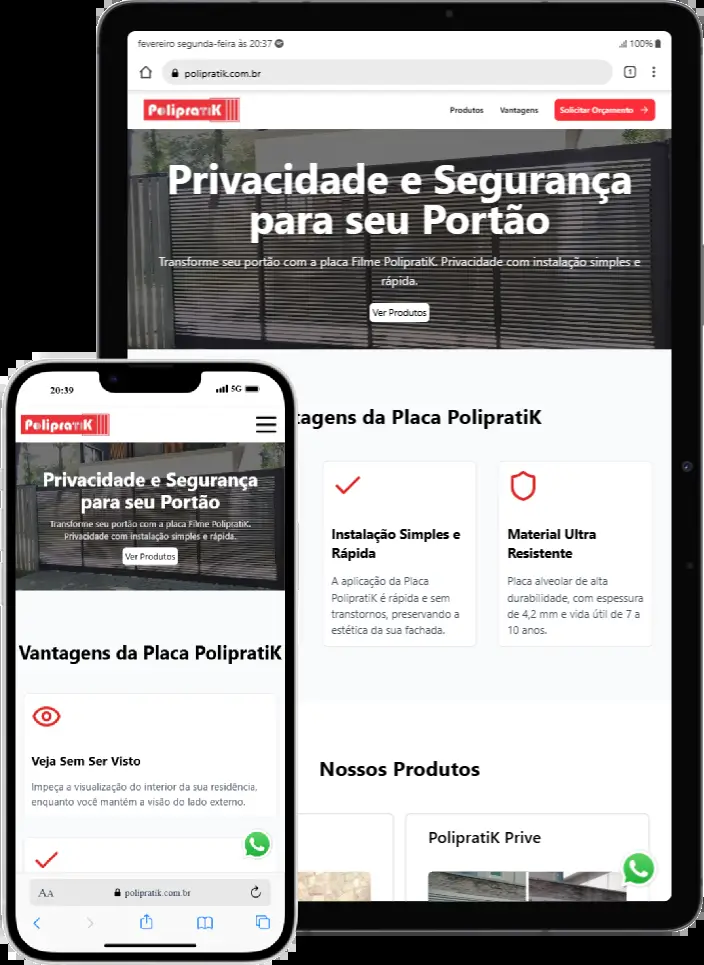 fevereiro segunda-feira às 20:37
100%
polipratik.com.br
1
PolipratiK
Produtos
Vantagens
Solicitar Orçamento →
Privacidade e Segurança
para seu Portão
Transforme seu portão com a placa Filme PolipratiK. Privacidade com instalação simples e
rápida.
Ver Produtos
tagens da Placa PolipratiK
Instalação Simples e
Rápida
A aplicação da Placa
PolipratiK é rápida e sem
transtornos, preservando a
estética da sua fachada.
Material Ultra
Resistente
Placa alveolar de alta
durabilidade, com espessura
de 4,2 mm e vida útil de 7 a
10 anos.
Nossos Produtos
PolipratiK Prive
20:39
5G
PolipratiK
Privacidade e Segurança
para seu Portão
Transforme seu portão com a placa Filme PolipratiK.
Privacidade com instalação simples e rápida.
Ver Produtos
Vantagens da Placa PolipratiK
Veja Sem Ser Visto
Impeça a visualização do interior da sua residência,
enquanto você mantém a visão do lado externo.
AA
polipratik.com.br